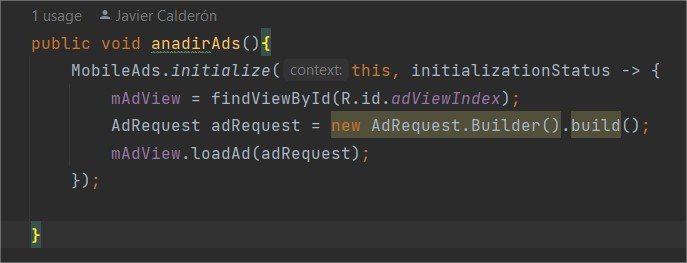 1 usage Javier Calderón
public void anadirAds(){
MobileAds.initialize( context: this, initializationStatus -> {
mAdView = findViewById(R.id.adViewIndex);
AdRequest adRequest = new AdRequest.Builder().build();
mAdView.loadAd(adRequest);
});
}